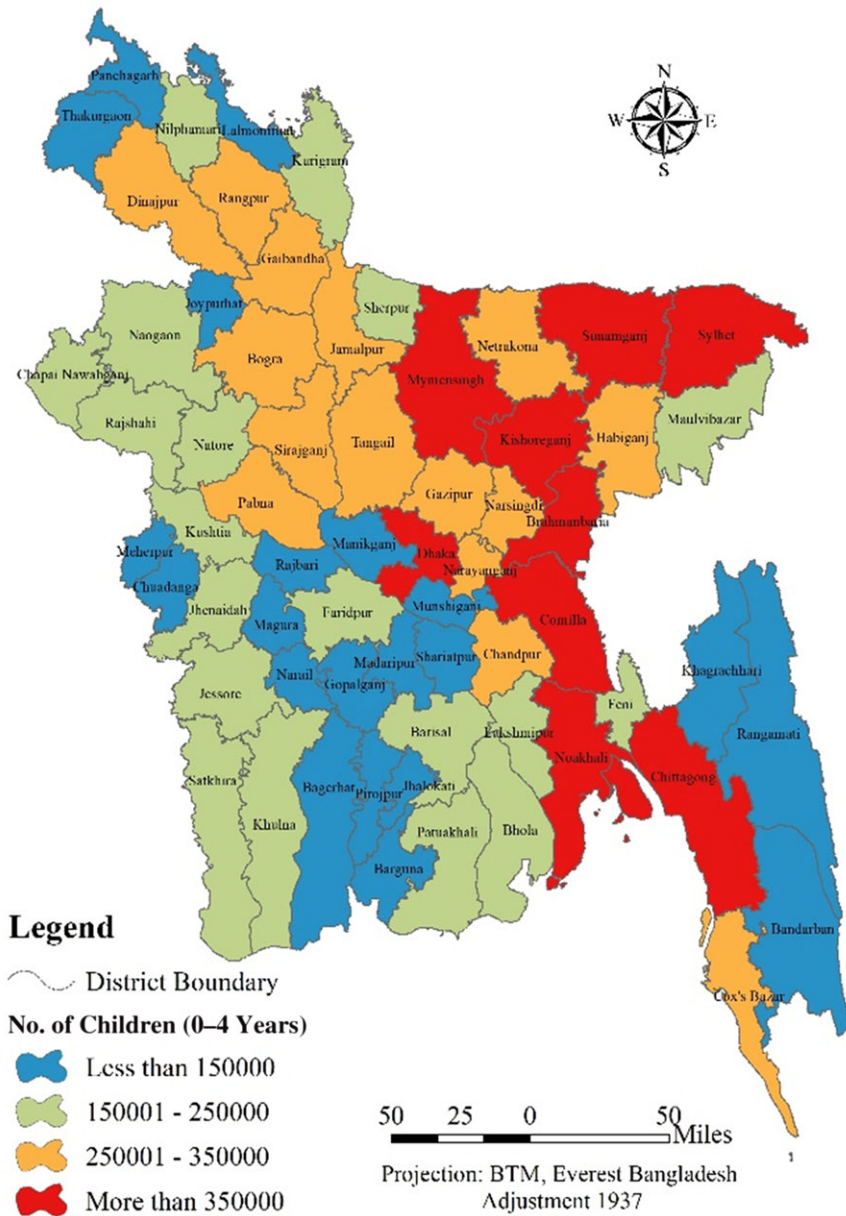 N
W E
S
Panchagarh
Thakurgaon
Nilphamari
Lalmonirhat
Kurigram
Dinajpur
Rangpur
Gaibandha
Joypurhat
Sherpur
Naogaon
Bogra
Jamalpur
Netrakona
Sunamganj
Sylhet
Chapai Nawabganj
Mymensingh
Rajshahi
Natore
Sirajganj
Tangail
Kishoreganj
Habiganj
Maulvibazar
Pabna
Gazipur
Narsingdi
Brahmanbaria
Kushtia
Meherpur
Manikganj
Dhaka
Rajbari
Narayanganj
Chuadanga
Jhenaidah
Faridpur
Munshiganj
Magura
Comilla
Chandpur
Madaripur
Shariatpur
Narail
Gopalganj
Khagrachhari
Jessore
Feni
Barisal
Lakshmipur
Rangamati
Noakhali
Chittagong
Satkhira
Bagerhat
Pirojpur
Jhalokati
Khulna
Patuakhali
Bhola
Barguna
Bandarban
Cox's Bazar
Legend
District Boundary
No. of Children (0–4 Years)
Less than 150000
150001 - 250000
250001 - 350000
More than 350000
50 25 0 50
Miles
Projection: BTM, Everest Bangladesh
Adjustment 1937
1